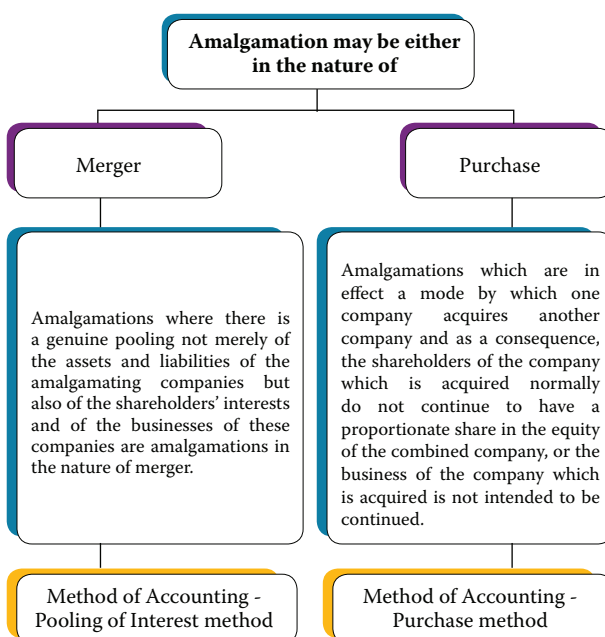 Amalgamation may be either
in the nature of
Merger
Purchase
Amalgamations where there is
a genuine pooling not merely of
the assets and liabilities of the
amalgamating companies but
also of the shareholders' interests
and of the businesses of these
companies are amalgamations in
the nature of merger.
Amalgamations which are in
effect a mode by which one
company acquires another
company and as a consequence,
the shareholders of the company
which is acquired normally
do not continue to have a
proportionate share in the equity
of the combined company, or the
business of the company which
is acquired is not intended to be
continued.
Method of Accounting -
Pooling of Interest method
Method of Accounting -
Purchase method